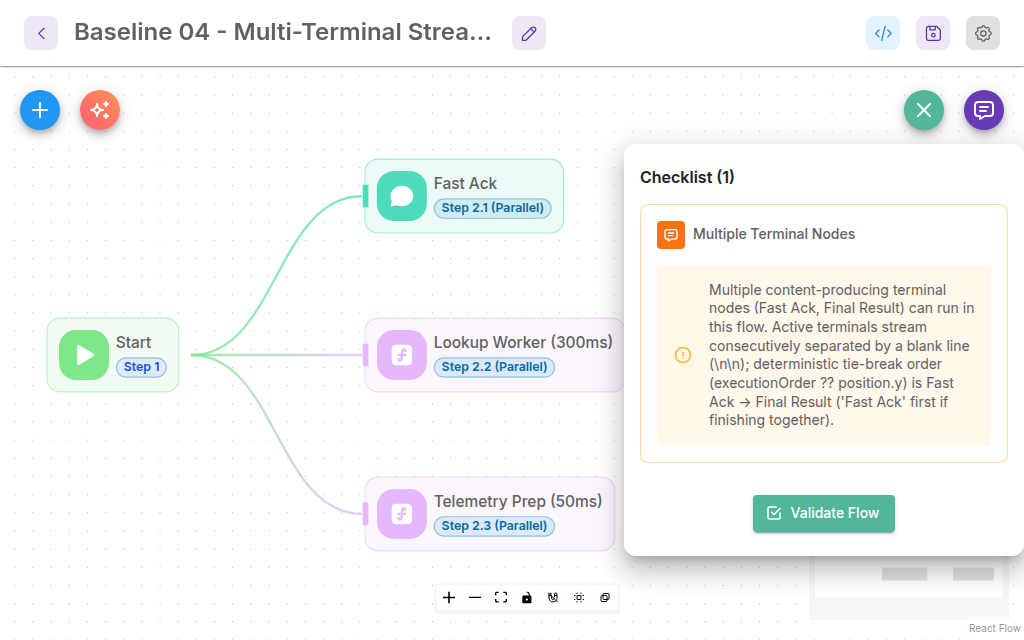 Baseline 04 - Multi-Terminal Strea...
Fast Ack
Step 2.1 (Parallel)
Start
Step 1
Lookup Worker (300ms)
Step 2.2 (Parallel)
Telemetry Prep (50ms)
Step 2.3 (Parallel)
Checklist (1)
Multiple Terminal Nodes
Multiple content-producing terminal
nodes (Fast Ack, Final Result) can run in
this flow. Active terminals stream
consecutively separated by a blank line
(\n\n); deterministic tie-break order
(executionOrder ?? position.y) is Fast
Ack → Final Result ('Fast Ack' first if
finishing together).
Validate Flow
React Flow